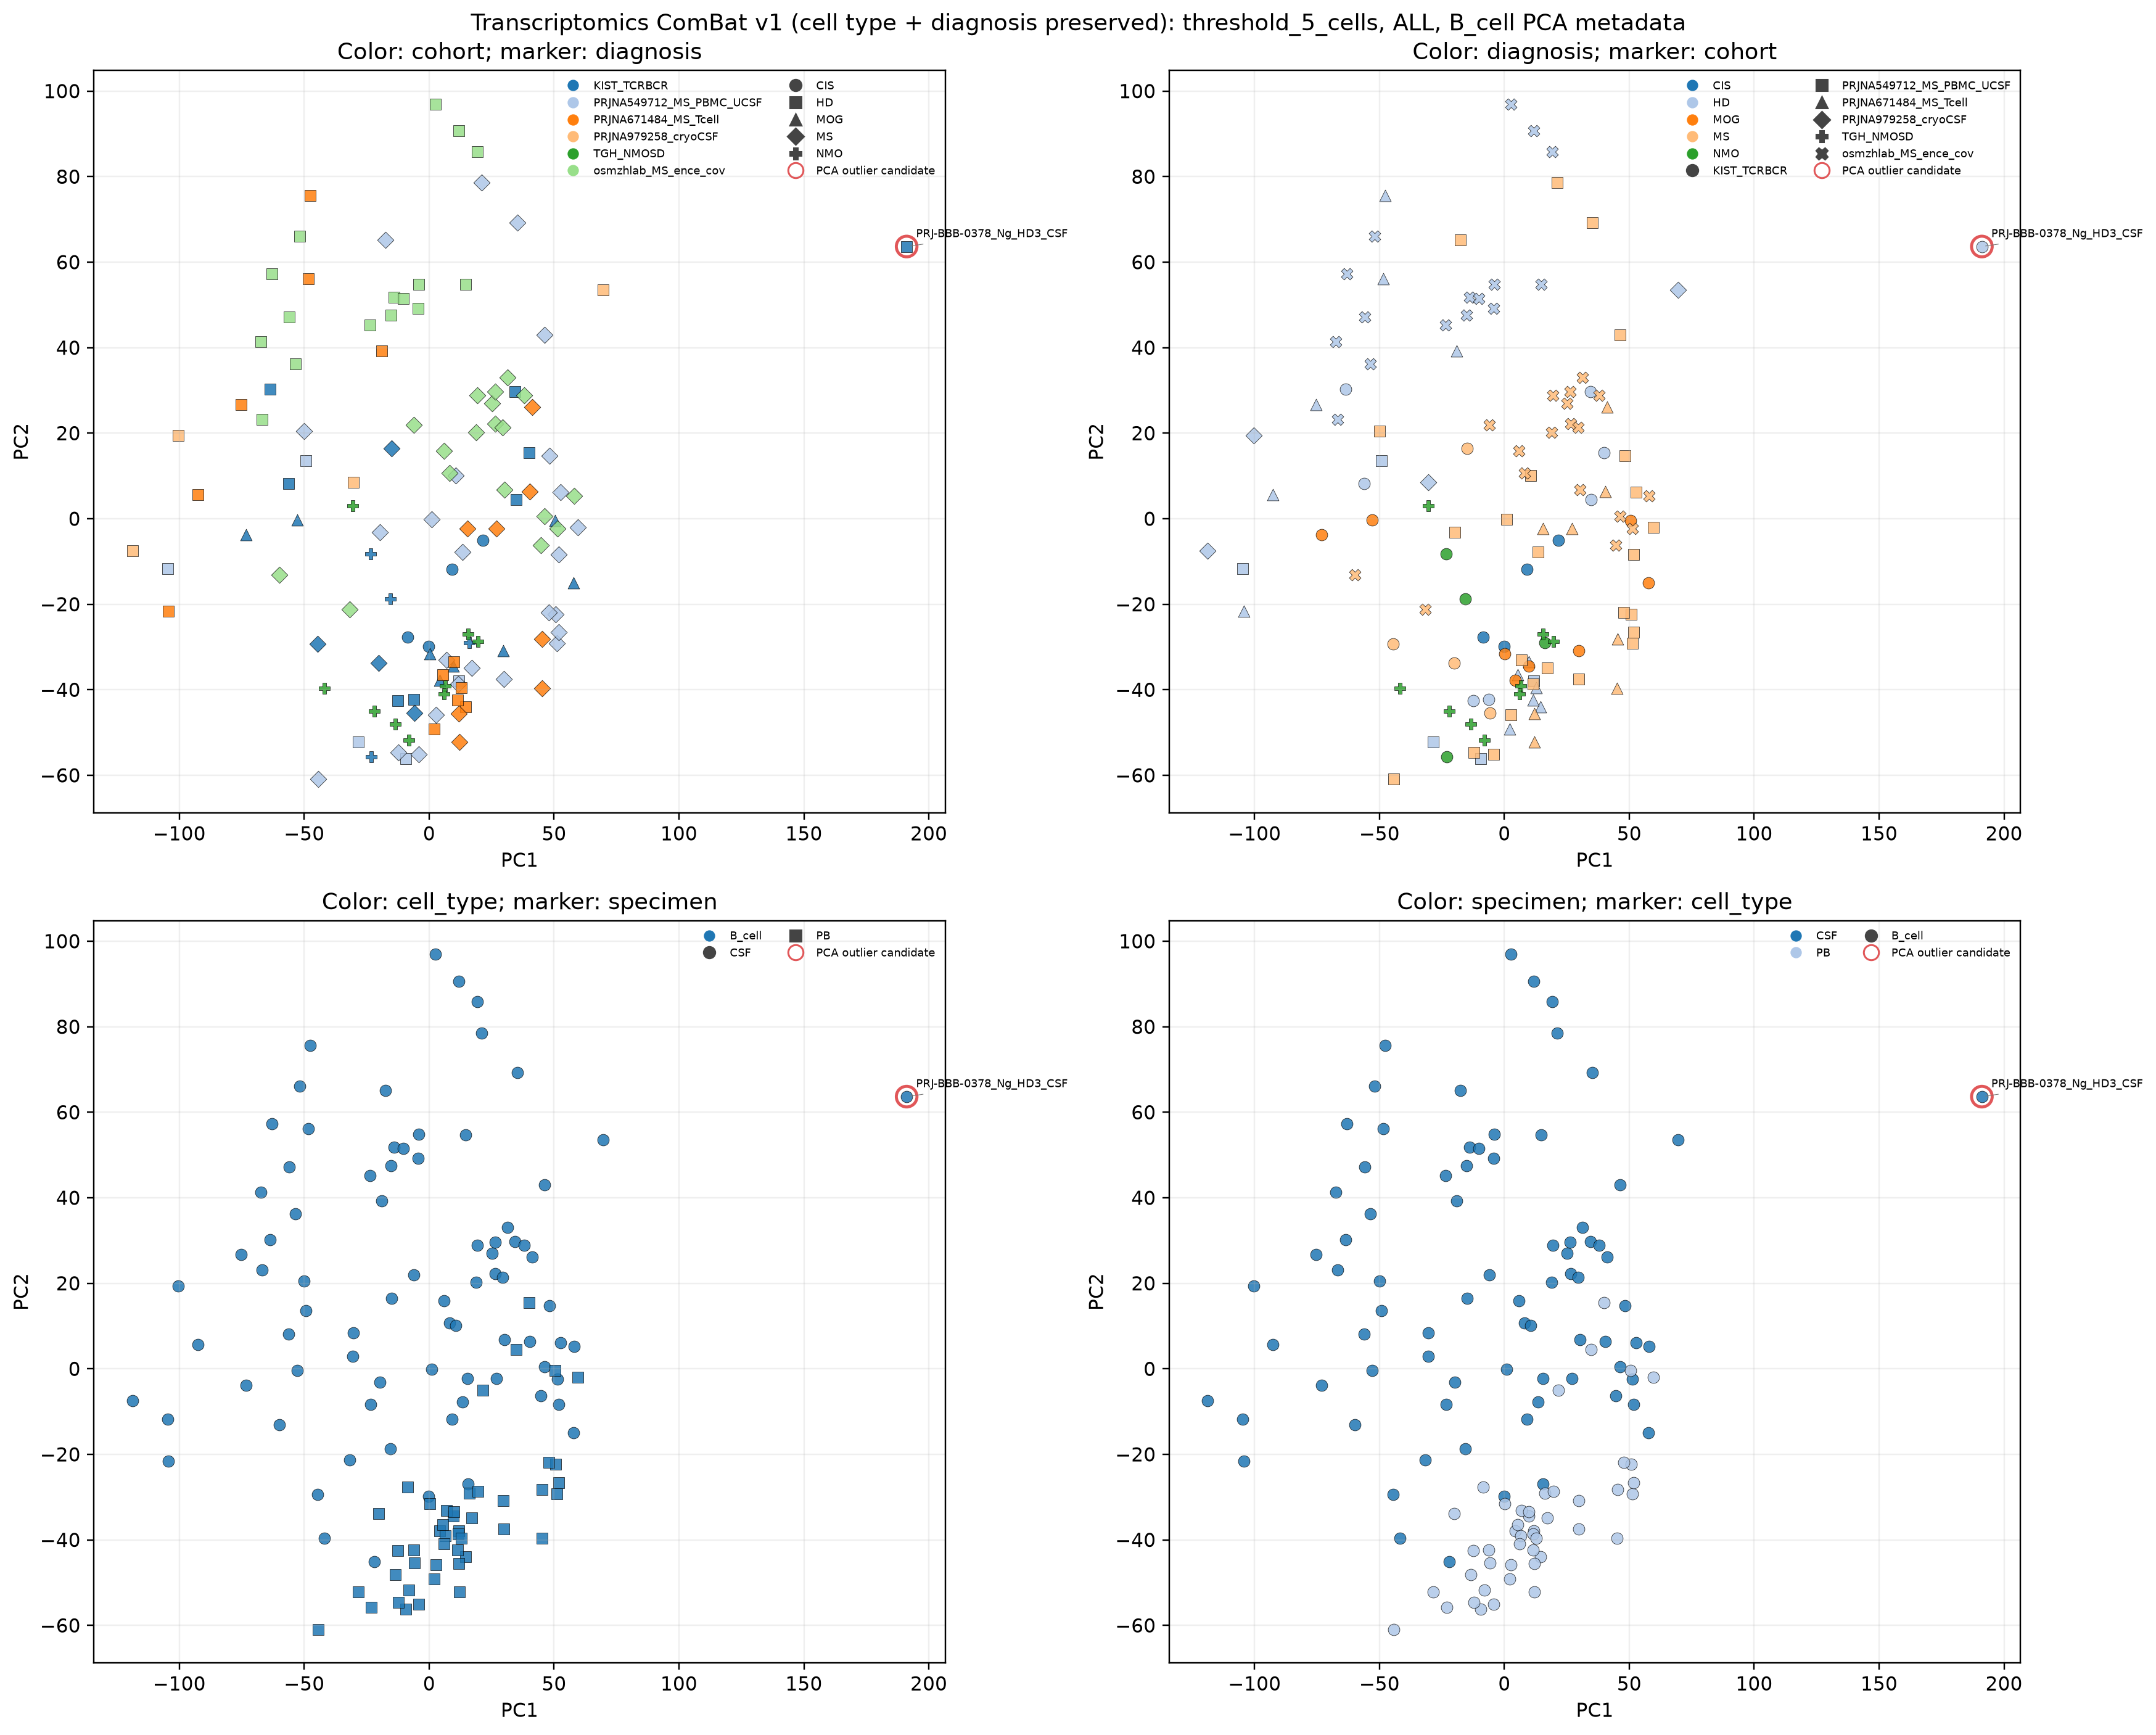 Transcriptomics ComBat v1 (cell type + diagnosis preserved): threshold_5_cells, ALL, B_cell PCA metadata
Color: cohort; marker: diagnosis
KIST_TCRBCR
PRJNA549712_MS_PBMC_UCSF
PRJNA671484_MS_Tcell
PRJNA979258_cryoCSF
TGH_NMOSD
osmzhlab_MS_ence_cov
CIS
HD
MOG
MS
NMO
PCA outlier candidate
PRJ-BBB-0378_Ng_HD3_CSF
100
80
60
40
20
0
−20
−40
−60
PC2
−100 −50 0 50 100 150 200
PC1
Color: diagnosis; marker: cohort
CIS
HD
MOG
MS
NMO
KIST_TCRBCR
PRJNA549712_MS_PBMC_UCSF
PRJNA671484_MS_Tcell
PRJNA979258_cryoCSF
TGH_NMOSD
osmzhlab_MS_ence_cov
PCA outlier candidate
PRJ-BBB-0378_Ng_HD3_CSF
100
80
60
40
20
0
−20
−40
−60
PC2
−100 −50 0 50 100 150 200
PC1
Color: cell_type; marker: specimen
B_cell
CSF
PB
PCA outlier candidate
PRJ-BBB-0378_Ng_HD3_CSF
100
80
60
40
20
0
−20
−40
−60
PC2
−100 −50 0 50 100 150 200
PC1
Color: specimen; marker: cell_type
CSF
PB
B_cell
PCA outlier candidate
PRJ-BBB-0378_Ng_HD3_CSF
100
80
60
40
20
0
−20
−40
−60
PC2
−100 −50 0 50 100 150 200
PC1